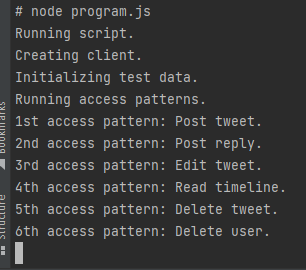 # node program.js
Running script.
Creating client.
Initializing test data.
Running access patterns.
1st access pattern: Post tweet.
2nd access pattern: Post reply.
3rd access pattern: Edit tweet.
4th access pattern: Read timeline.
5th access pattern: Delete tweet.
6th access pattern: Delete user.
Bookmarks
Structure